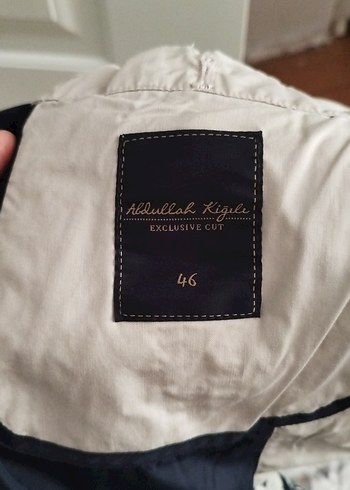 Abdullah Kiğılı
EXCLUSIVE CUT
46